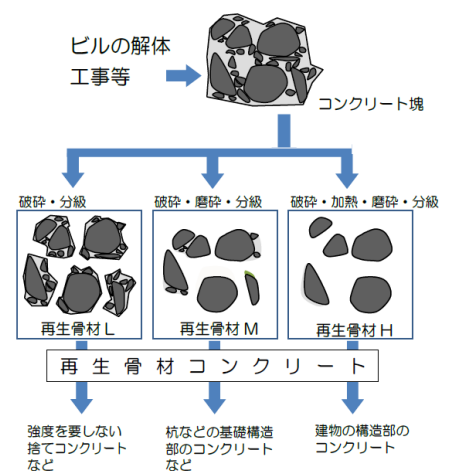 ビルの解体
工事等
コンクリート塊
破砕・分級
破砕・磨砕・分級
破砕・加熱・磨砕・分級
再生骨材L
再生骨材M
再生骨材H
再生骨材コンクリート
強度を要しない
捨てコンクリート
など
杭などの基礎構造
部のコンクリート
など
建物の構造部の
コンクリート